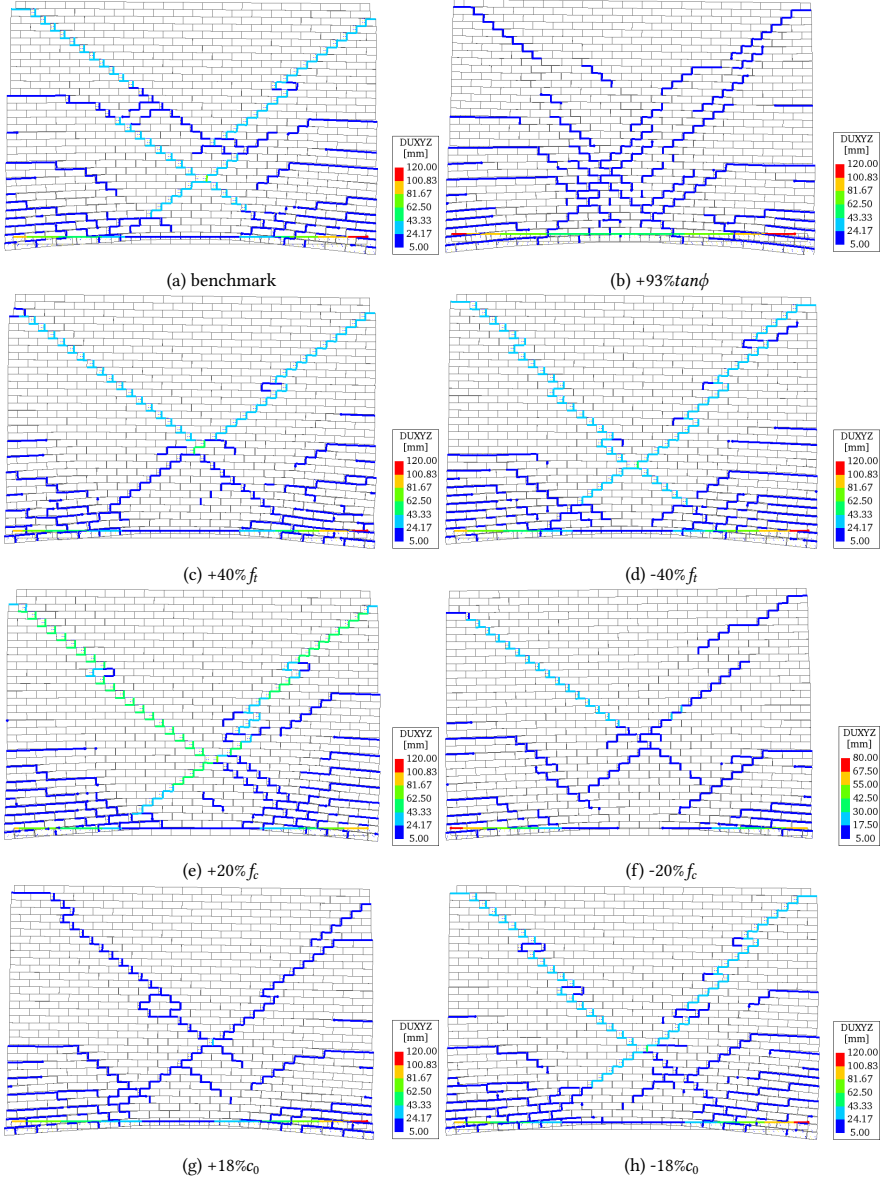 DUXYZ
[mm]
120.00
100.83
81.67
62.50
43.33
24.17
5.00
(a) benchmark
DUXYZ
[mm]
120.00
100.83
81.67
62.50
43.33
24.17
5.00
(b) +93%tanϕ
DUXYZ
[mm]
120.00
100.83
81.67
62.50
43.33
24.17
5.00
(c) +40% fₜ
DUXYZ
[mm]
120.00
100.83
81.67
62.50
43.33
24.17
5.00
(d) -40% fₜ
DUXYZ
[mm]
120.00
100.83
81.67
62.50
43.33
24.17
5.00
(e) +20% f_c
DUXYZ
[mm]
80.00
67.50
55.00
42.50
30.00
17.50
5.00
(f) -20% f_c
DUXYZ
[mm]
120.00
100.83
81.67
62.50
43.33
24.17
5.00
(g) +18%c₀
DUXYZ
[mm]
120.00
100.83
81.67
62.50
43.33
24.17
5.00
(h) -18%c₀